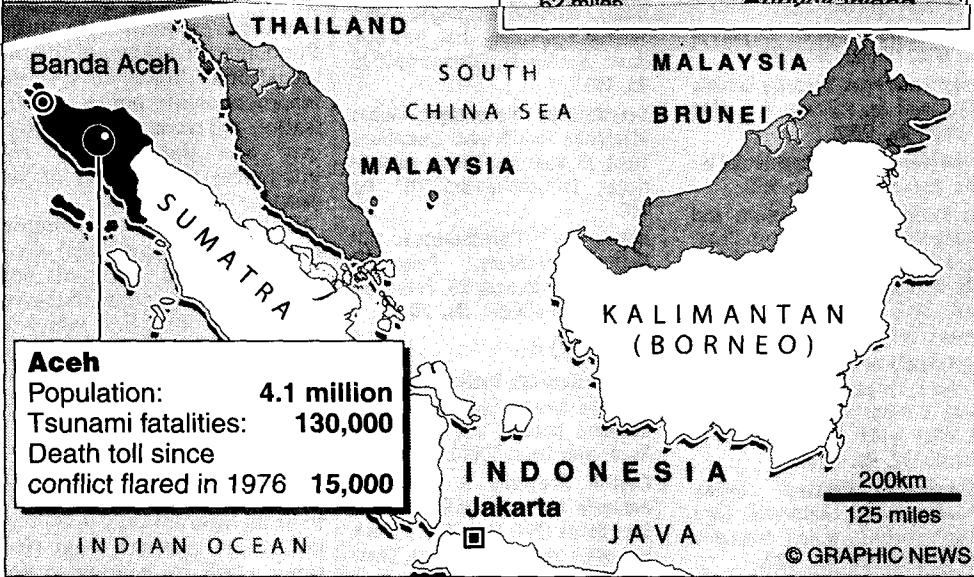 THAILAND
Banda Aceh
SOUTH
CHINA SEA
MALAYSIA
BRUNEI
MALAYSIA
SUMATRA
KALIMANTAN
(BORNEO)
Aceh
Population: 4.1 million
Tsunami fatalities: 130,000
Death toll since
conflict flared in 1976 15,000
INDONESIA
Jakarta
JAVA
INDIAN OCEAN
200km
125 miles
© GRAPHIC NEWS